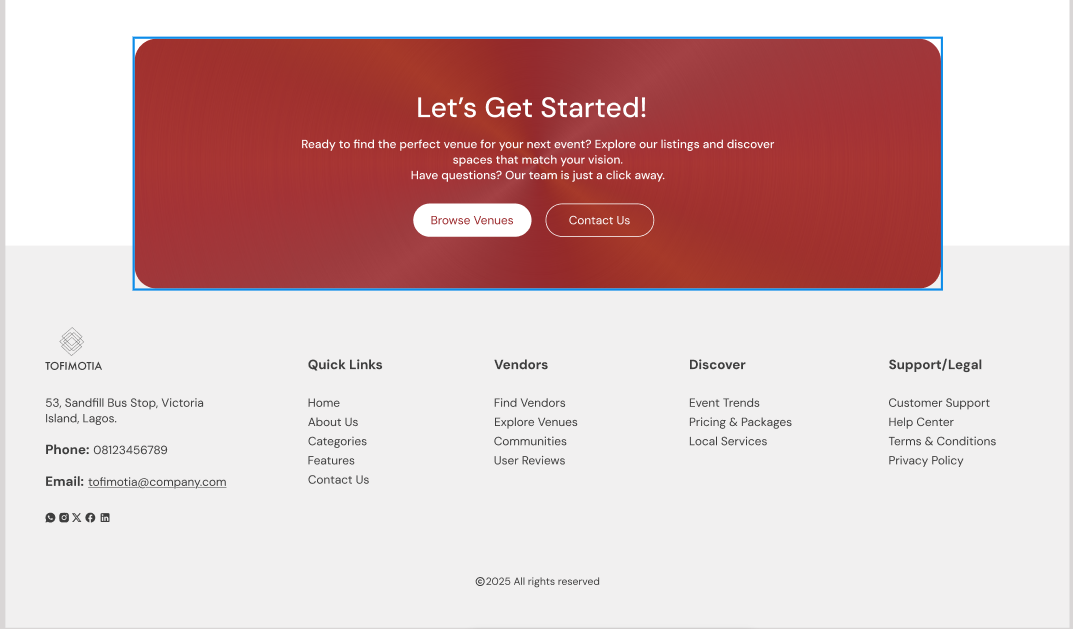 Let’s Get Started!
Ready to find the perfect venue for your next event? Explore our listings and discover
spaces that match your vision.
Have questions? Our team is just a click away.
Browse Venues
Contact Us
TOFIMOTIA
53, Sandfill Bus Stop, Victoria
Island, Lagos.
Phone: 08123456789
Email: tofimotia@company.com
Quick Links
Home
About Us
Categories
Features
Contact Us
Vendors
Find Vendors
Explore Venues
Communities
User Reviews
Discover
Event Trends
Pricing & Packages
Local Services
Support/Legal
Customer Support
Help Center
Terms & Conditions
Privacy Policy
©2025 All rights reserved